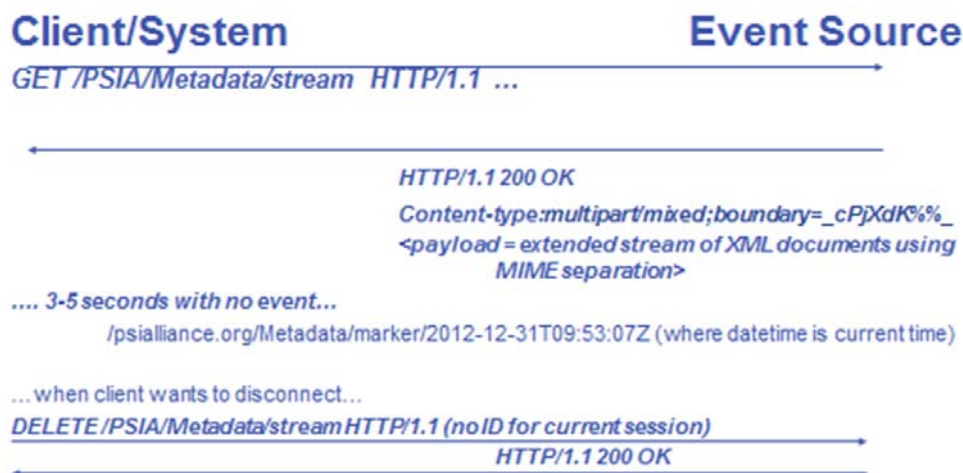 Client/System Event Source
GET /PSIA/Metadata/stream HTTP/1.1 ...
HTTP/1.1 200 OK
Content-type:multipart/mixed;boundary=_cPjXdK%%_
<payload = extended stream of XML documents using
MIME separation>
.... 3-5 seconds with no event...
/psialliance.org/Metadata/marker/2012-12-31T09:53:07Z (where datetime is current time)
...when client wants to disconnect...
DELETE /PSIA/Metadata/stream HTTP/1.1 (no ID for current session)
HTTP/1.1 200 OK